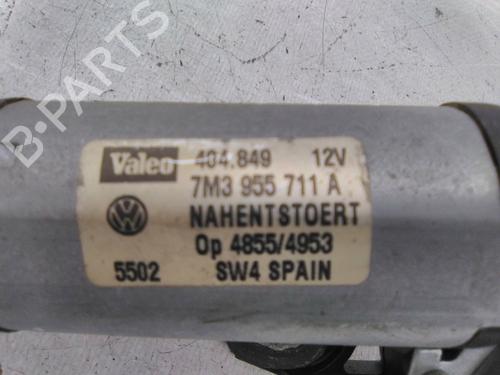 B-PARTS
Valeo 404.849 12V
7M3 955 711 A
NAHENTSTOERT
Op 4855/4953
5502 SW4 SPAIN